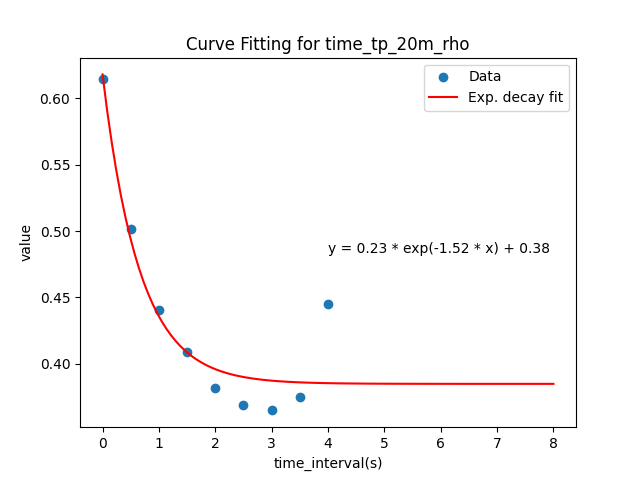 Curve Fitting for time_tp_20m_rho
Data
Exp. decay fit
0.60
0.55
0.50
0.45
0.40
value
y = 0.23 * exp(-1.52 * x) + 0.38
0 1 2 3 4 5 6 7 8
time_interval(s)